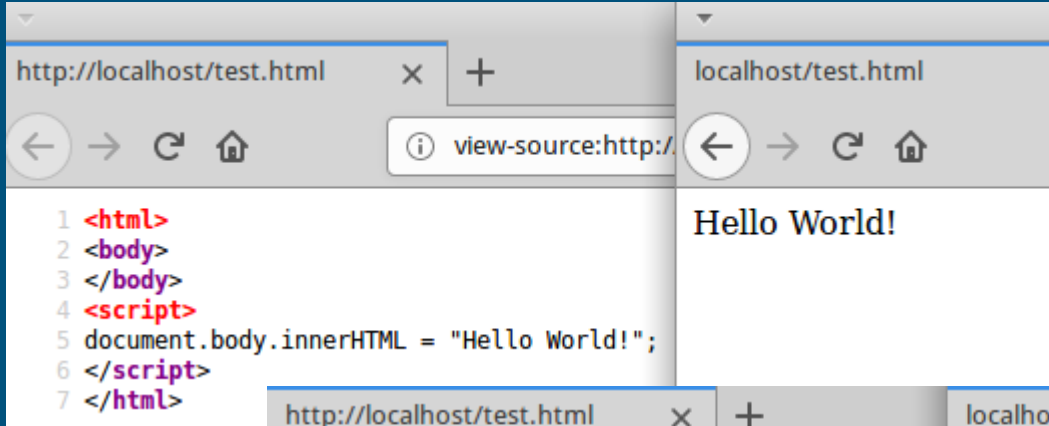 http://localhost/test.html
localhost/test.html
view-source:http:/
Hello World!
1 <html>
2 <body>
3 </body>
4 <script>
5 document.body.innerHTML = "Hello World!";
6 </script>
7 </html>
http://localhost/test.html
localho